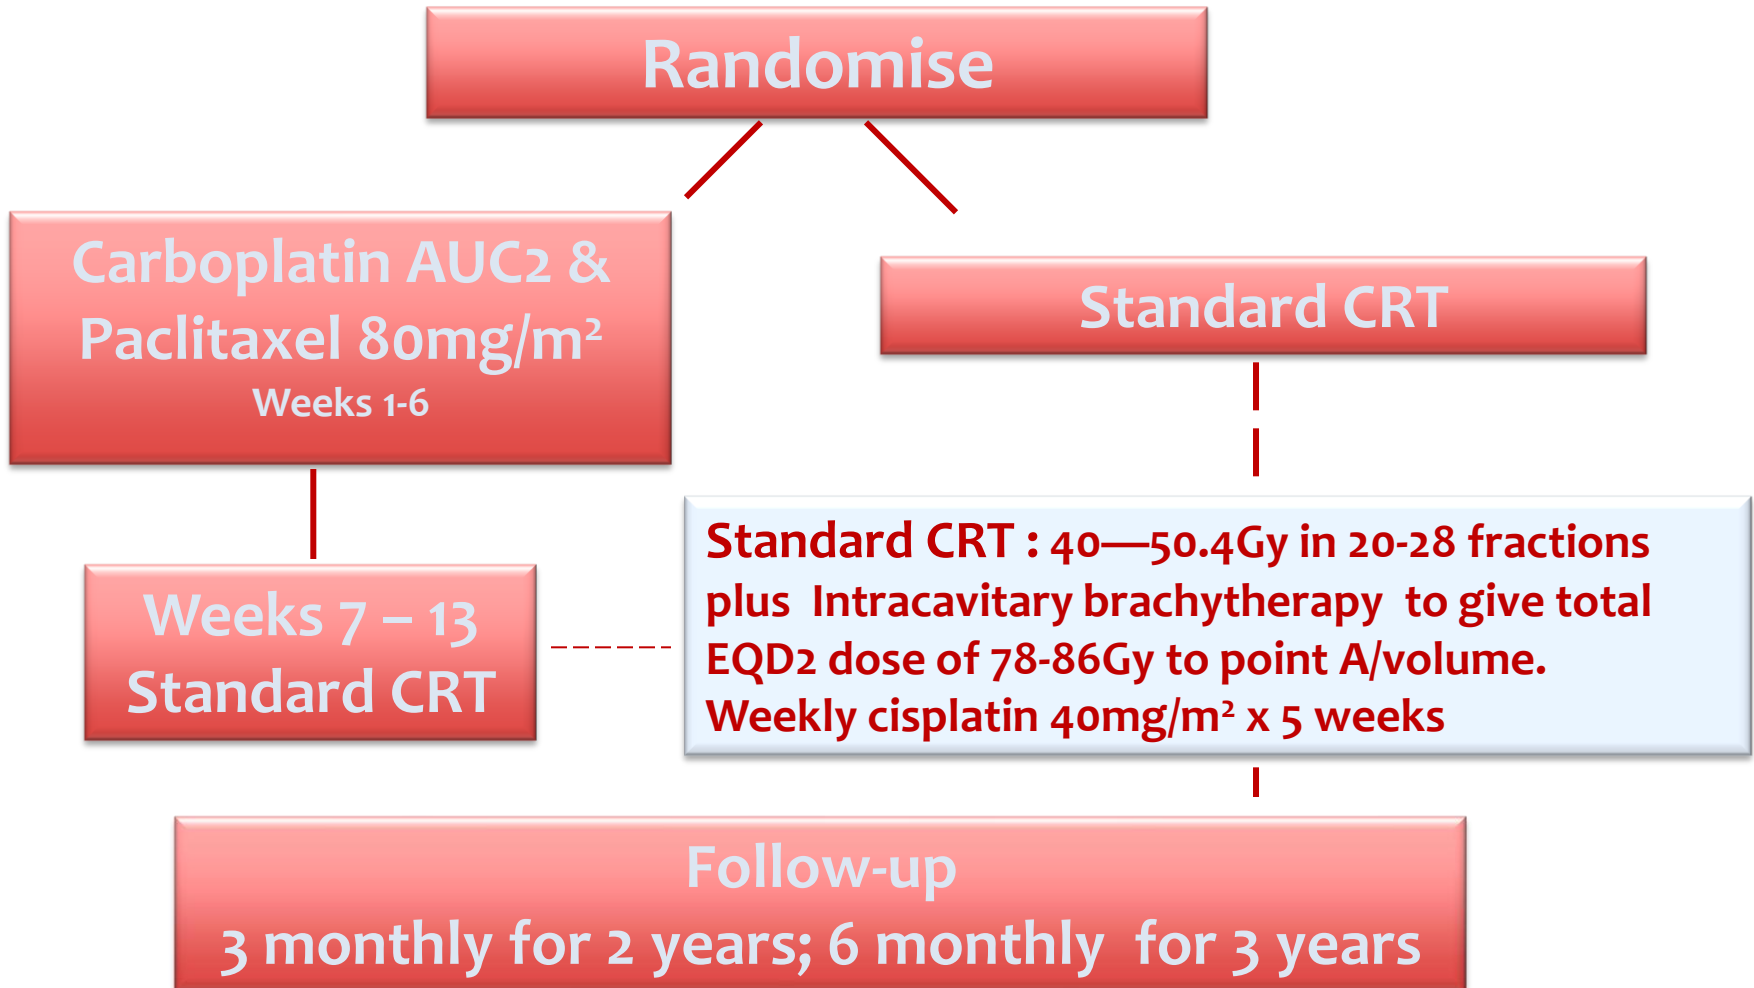 Randomise
Carboplatin AUC2 &
Paclitaxel 80mg/m²
Weeks 1-6
Standard CRT
Weeks 7 – 13
Standard CRT
Standard CRT : 40—50.4Gy in 20-28 fractions
plus Intracavitary brachytherapy to give total
EQD2 dose of 78-86Gy to point A/volume.
Weekly cisplatin 40mg/m² x 5 weeks
Follow-up
3 monthly for 2 years; 6 monthly for 3 years